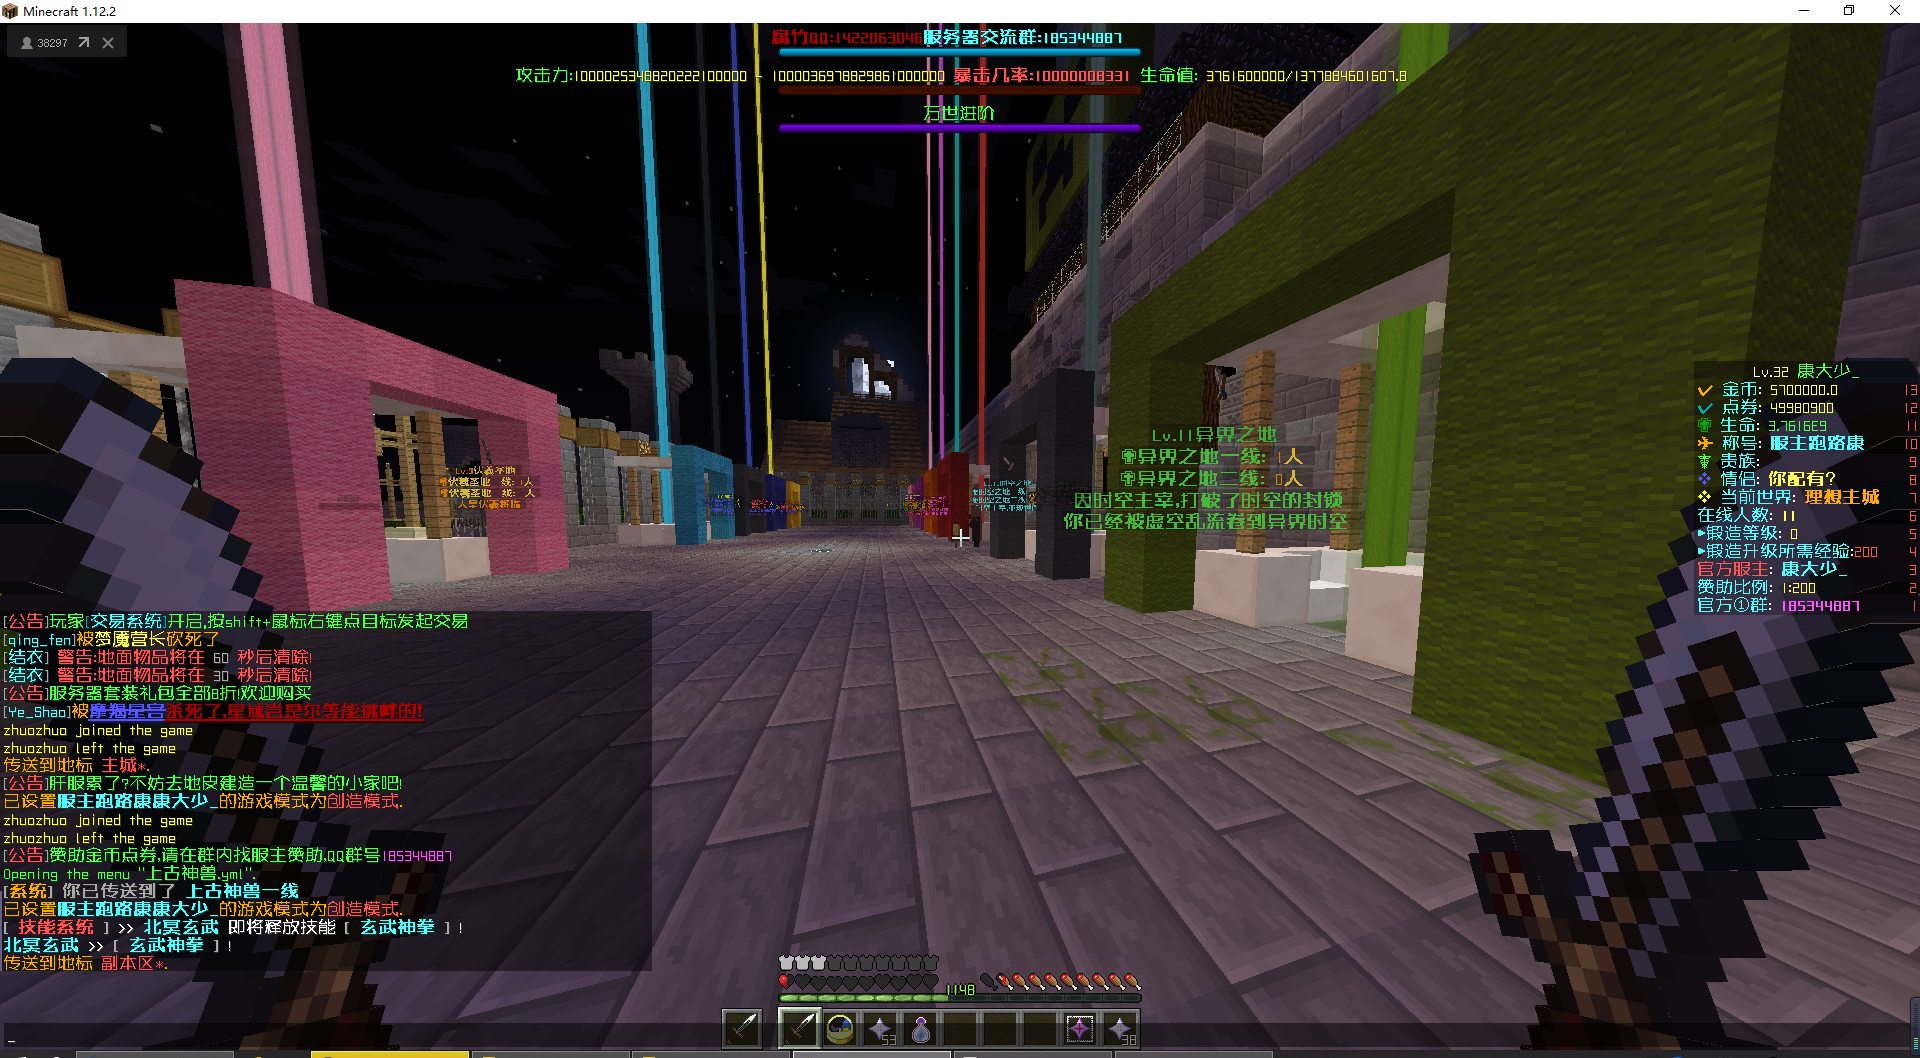 Minecraft 1.12.2
38297
腐竹QQ:1422063046服务器交流群:185344887
攻击力:1000025348820222100000 - 1000036978829861000000 暴击几率:10000008331 生命值: 3761600000/1377884601607.8
万世进阶
Lv.11异界之地
异界之地一线: 1人
异界之地二线: 0人
因时空主宰,打破了时空的封锁
你已经被虚空乱流卷到异界时空
Lv.32 康大少_
金币: 5700000.0 13
点券: 49980900 12
生命: 3.7616E9 11
称号: 服主跑路康 10
贵族: 9
情侣: 你配有? 8
当前世界: 理想主城 7
在线人数: 11 6
锻造等级: 0 5
锻造升级所需经验:200 4
官方服主: 康大少_ 3
赞助比例: 1:200 2
官方①群: 185344887 1
[公告]玩家[交易系统]开启,按shift+鼠标右键点目标发起交易
[qing_fen]被梦魇营长砍死了
[结衣] 警告:地面物品将在 60 秒后清除!
[结衣] 警告:地面物品将在 30 秒后清除!
[公告]服务器套装礼包全部8折!欢迎购买
[Ye_Shao]被摩羯星宫杀死了,星域岂是尔等能挑衅的!
zhuozhuo joined the game
zhuozhuo left the game
传送到地标 主城*.
[公告]肝服累了?不妨去地皮建造一个温馨的小家吧!
已设置服主跑路康康大少_的游戏模式为创造模式.
zhuozhuo joined the game
zhuozhuo left the game
[公告]赞助金币点券,请在群内找服主赞助,QQ群号185344887
Opening the menu "上古神兽.yml".
[系统] 你已传送到了 上古神兽一线
已设置服主跑路康康大少_的游戏模式为创造模式.
[ 技能系统 ] >> 北冥玄武 即将释放技能 [ 玄武神拳 ] !
北冥玄武 >> [ 玄武神拳 ] !
传送到地标 副本区*.
1148
53
38
_